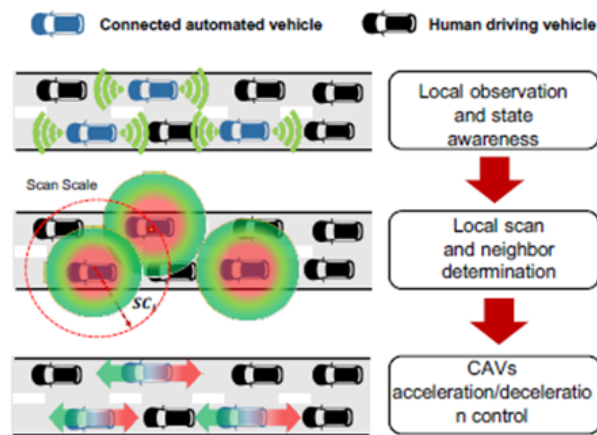 Connected automated vehicle
Human driving vehicle
Local observation
and state
awareness
Scan Scale
SCi
Local scan
and neighbor
determination
CAVs
acceleration/deceleratio
n control